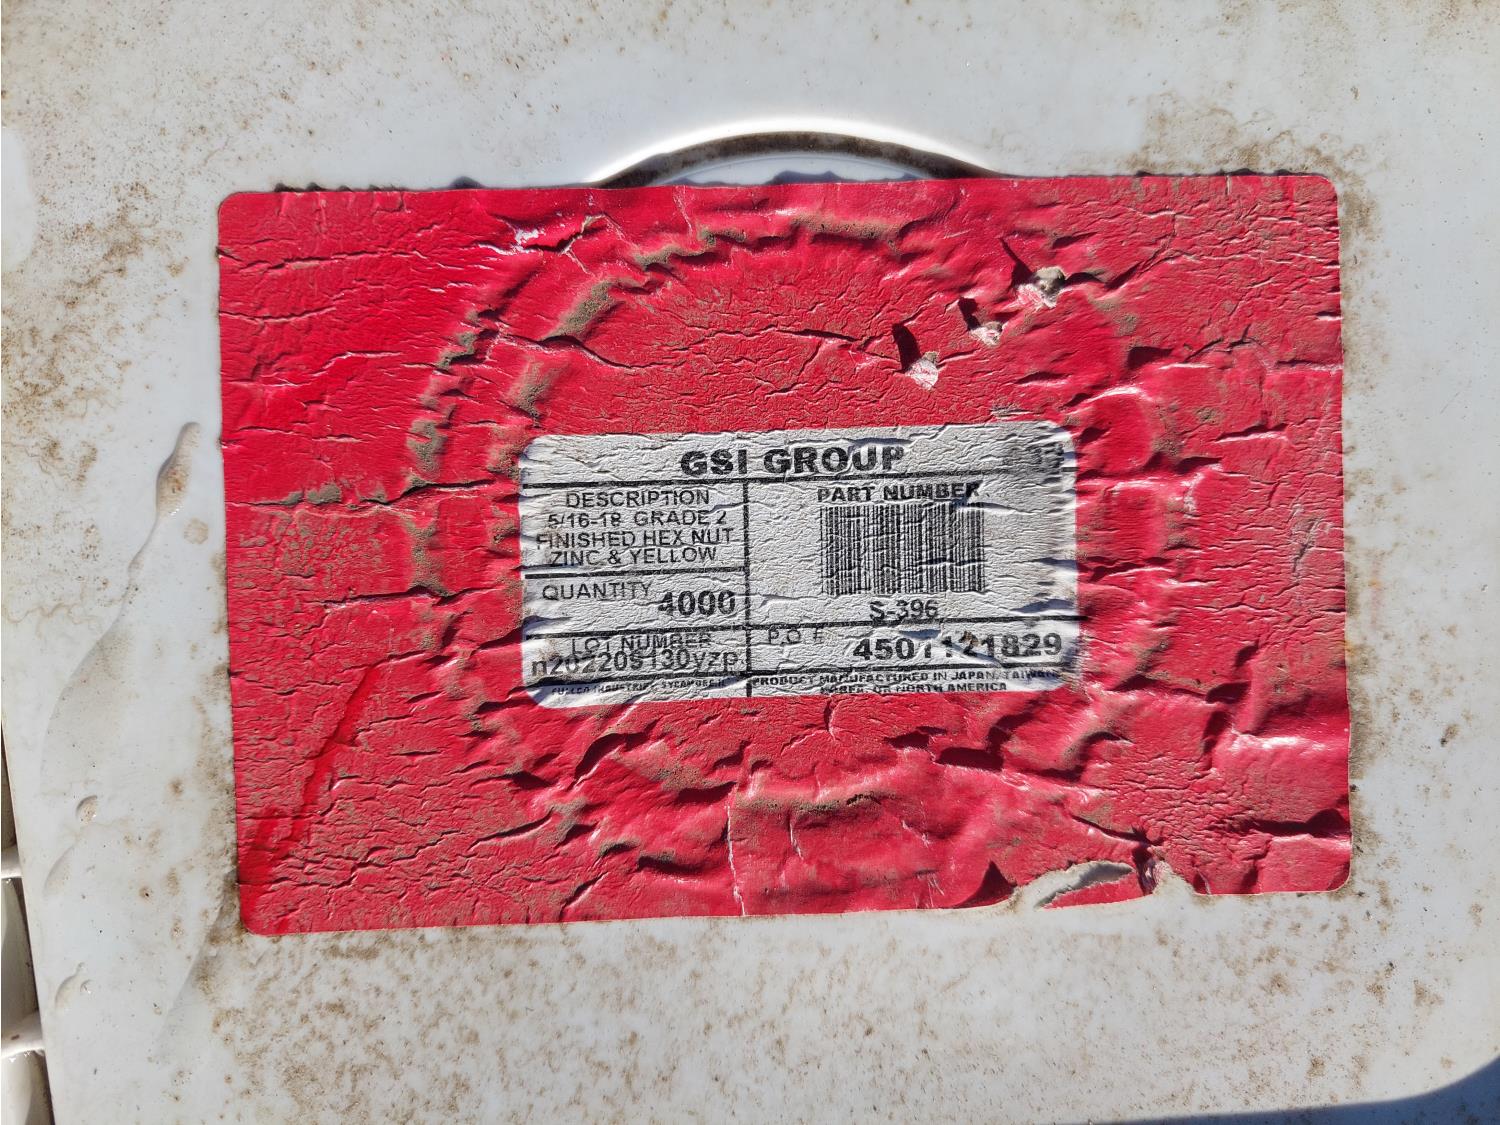 GSI GROUP
DESCRIPTION
5/16-18 GRADE 2
FINISHED HEX NUT
ZINC & YELLOW
QUANTITY
4000
LOT NUMBER
PART NUMBER
S-396
P.O #
4501121829
PRODUCT MANUFACTURED IN JAPAN, TAIWAN
KOREA, OR NORTH AMERICA